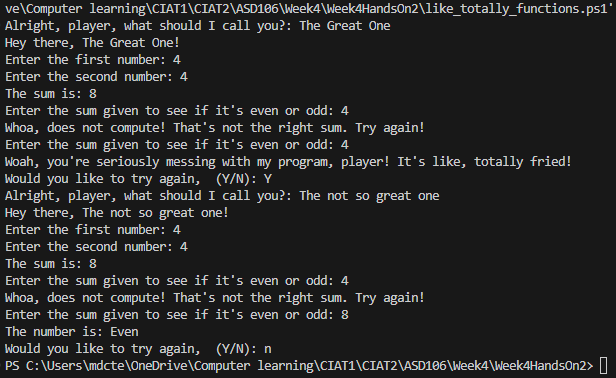 ve\Computer learning\CIAT1\CIAT2\ASD106\Week4\Week4HandsOn2\like_totally_functions.ps1'
Alright, player, what should I call you?: The Great One
Hey there, The Great One!
Enter the first number: 4
Enter the second number: 4
The sum is: 8
Enter the sum given to see if it's even or odd: 4
Whoa, does not compute! That's not the right sum. Try again!
Enter the sum given to see if it's even or odd: 4
Woah, you're seriously messing with my program, player! It's like, totally fried!
Would you like to try again,  (Y/N): Y
Alright, player, what should I call you?: The not so great one
Hey there, The not so great one!
Enter the first number: 4
Enter the second number: 4
The sum is: 8
Enter the sum given to see if it's even or odd: 4
Whoa, does not compute! That's not the right sum. Try again!
Enter the sum given to see if it's even or odd: 8
The number is: Even
Would you like to try again,  (Y/N): n
PS C:\Users\mdcte\OneDrive\Computer learning\CIAT1\CIAT2\ASD106\Week4\Week4HandsOn2>